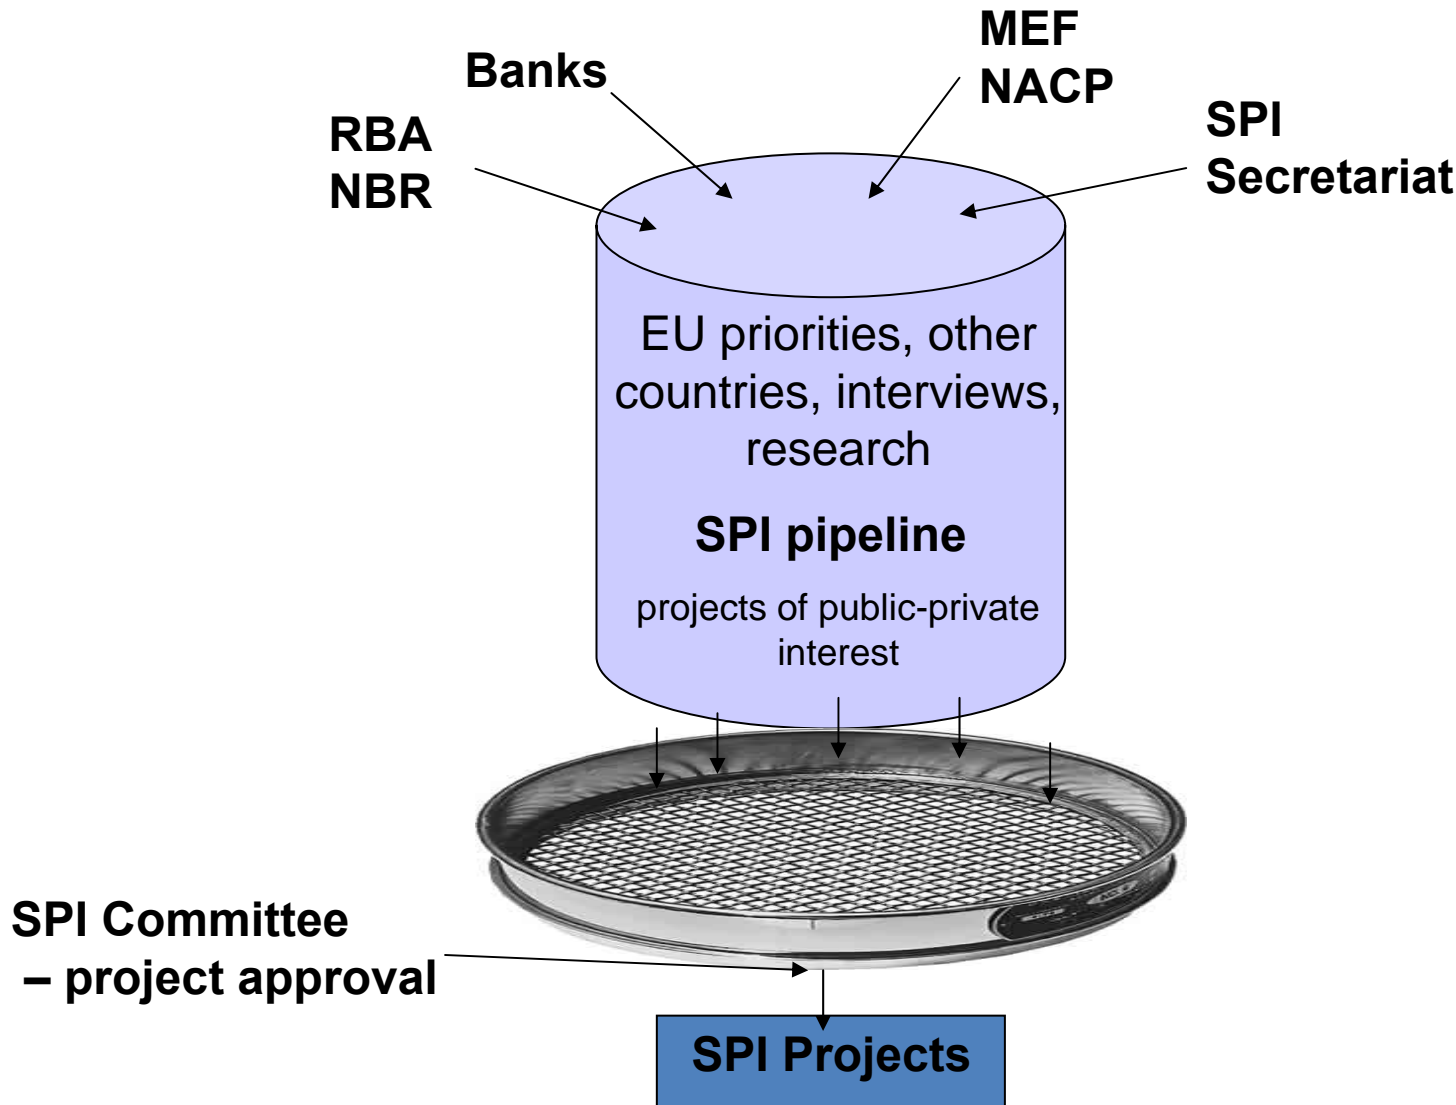 MEF
NACP
Banks
RBA
NBR
SPI
Secretariat
EU priorities, other
countries, interviews,
research
SPI pipeline
projects of public-private
interest
SPI Committee
– project approval
SPI Projects